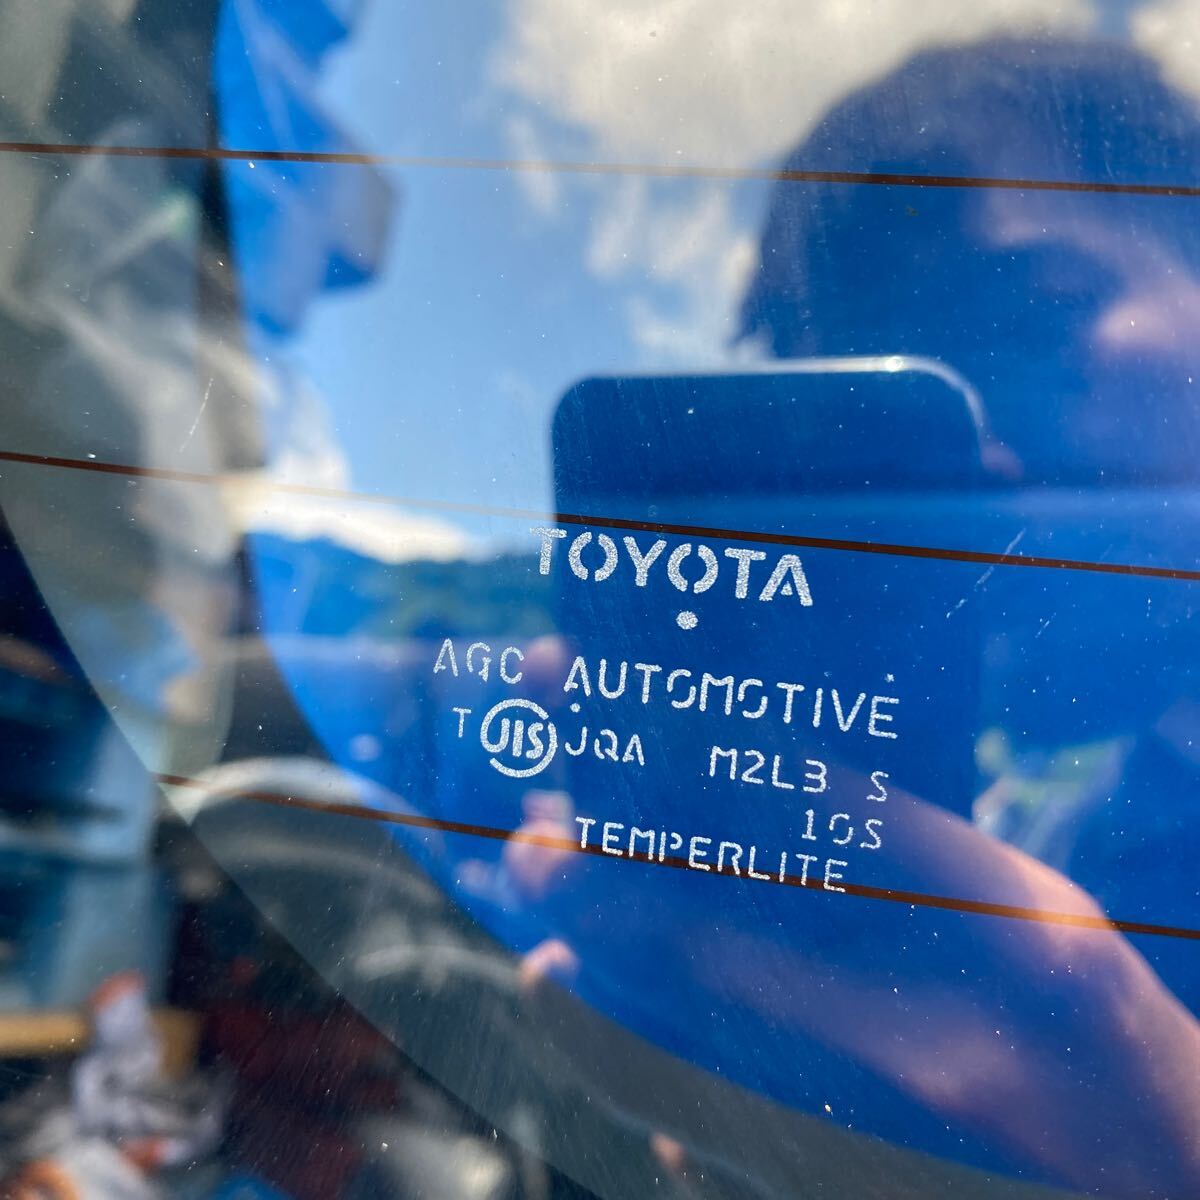 TOYOTA
AGC AUTOMOTIVE
T JIS JQA M2L3 S
10S
TEMPERLITE